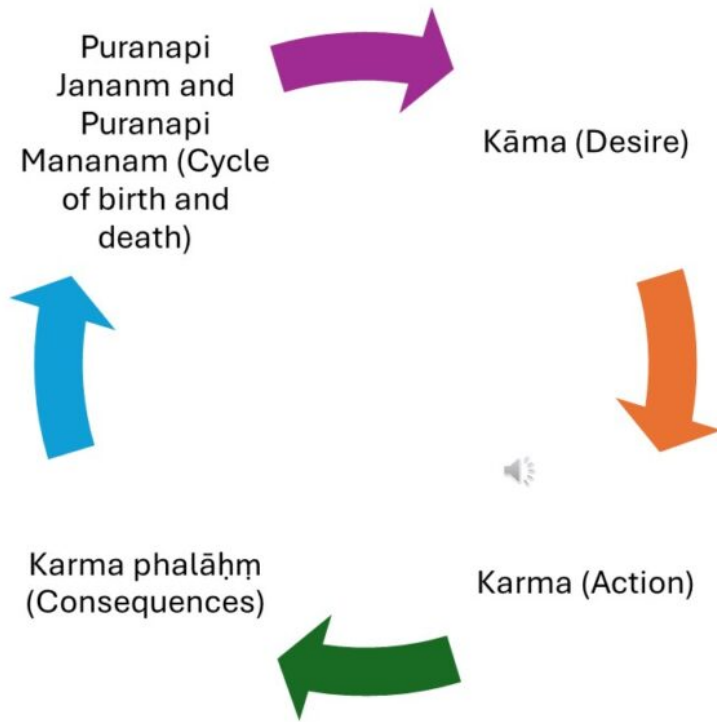 Puranapi
Jananm and
Puranapi
Mananam (Cycle
of birth and
death)
Kāma (Desire)
Karma (Action)
Karma phalāḥṃ
(Consequences)